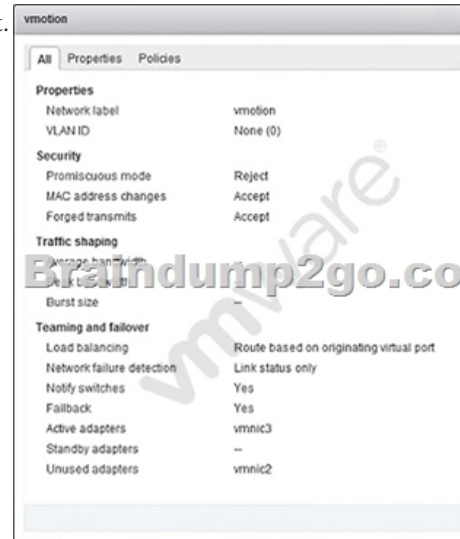 t.
vmotion
All Properties Policies
Properties
Network label vmotion
VLAN ID None (0)
Security
Promiscuous mode Reject
MAC address changes Accept
Forged transmits Accept
Traffic shaping
Average bandwidth --
Braindump2go.co
Burst size --
Teaming and failover
Load balancing Route based on originating virtual port
Network failure detection Link status only
Notify switches Yes
Failback Yes
Active adapters vmnic3
Standby adapters --
Unused adapters vmnic2
vmware